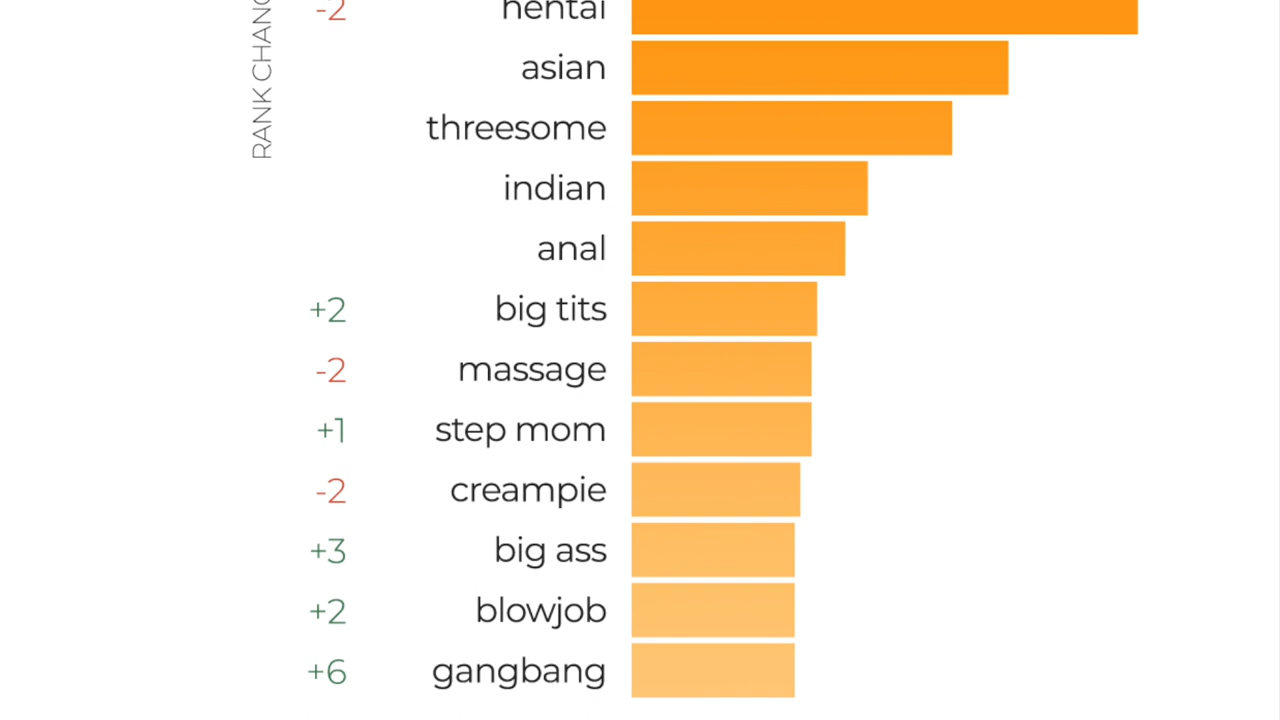 RANK CHANG
-2 hentai
asian
threesome
indian
anal
+2 big tits
-2 massage
+1 step mom
-2 creampie
+3 big ass
+2 blowjob
+6 gangbang